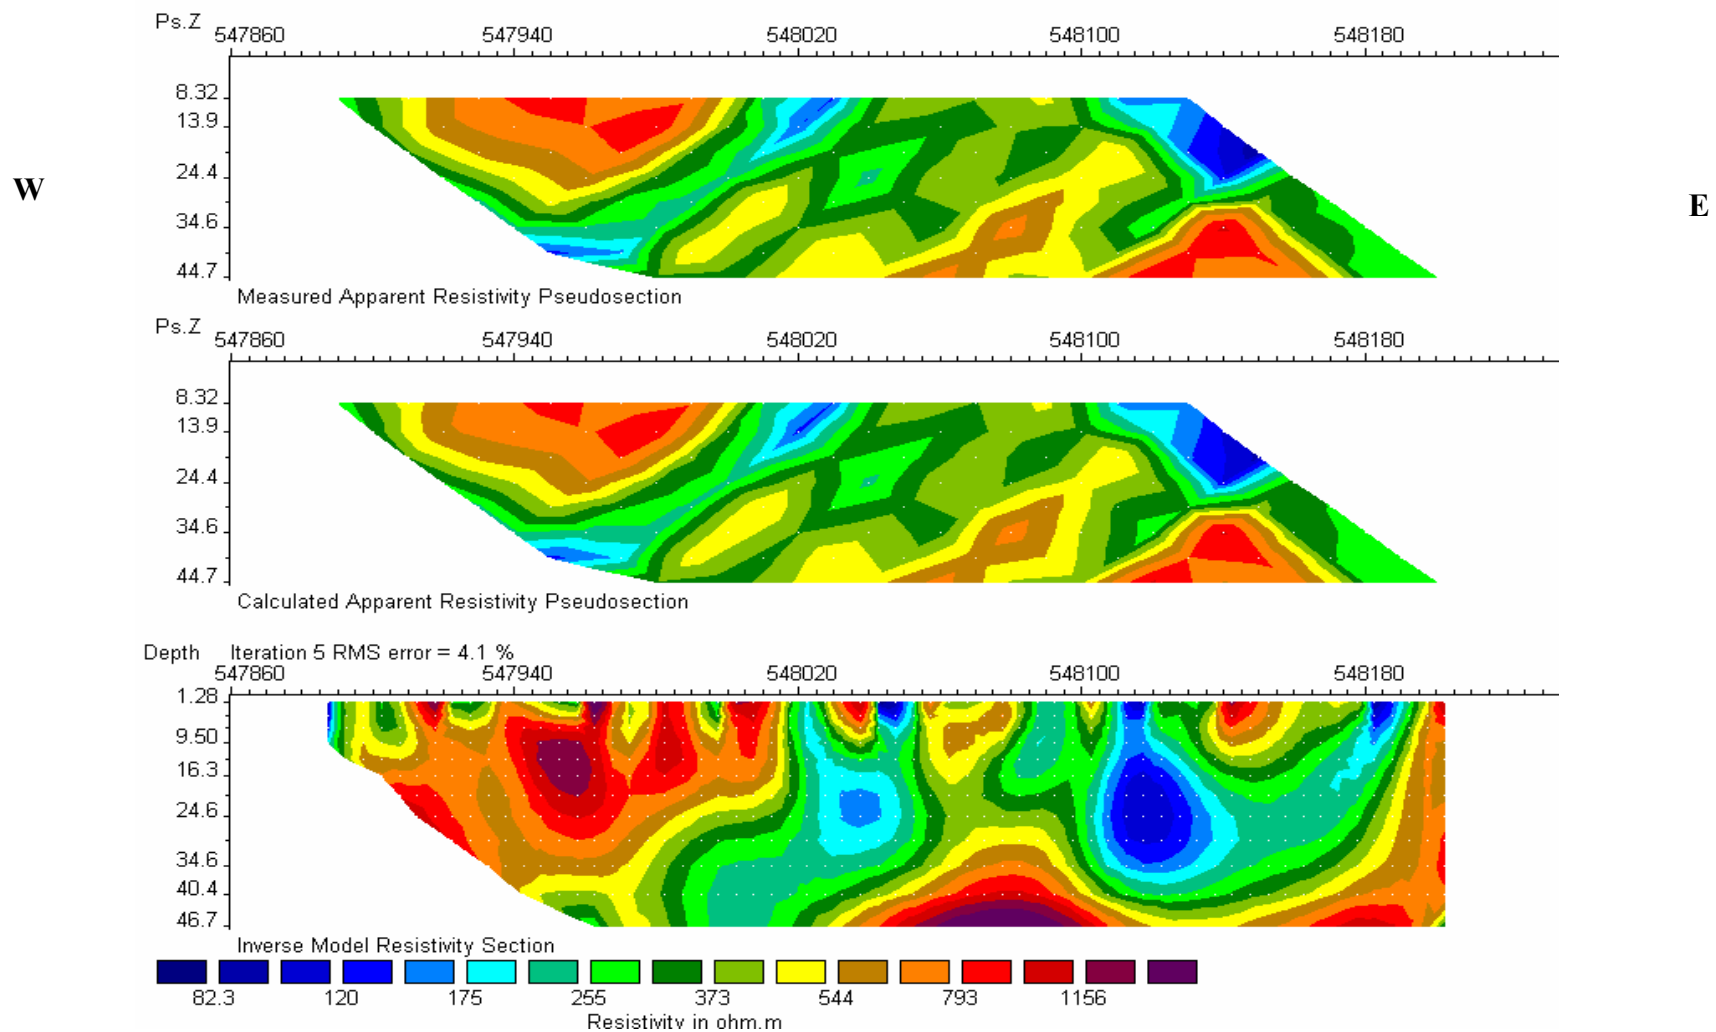 Ps.Z
547860 547940 548020 548100 548180
8.32
13.9
24.4
34.6
44.7
W
E
Measured Apparent Resistivity Pseudosection
Ps.Z
547860 547940 548020 548100 548180
8.32
13.9
24.4
34.6
44.7
Calculated Apparent Resistivity Pseudosection
Depth Iteration 5 RMS error = 4.1 %
547860 547940 548020 548100 548180
1.28
9.50
16.3
24.6
34.6
40.4
46.7
Inverse Model Resistivity Section
82.3 120 175 255 373 544 793 1156
Resistivity in ohm.m